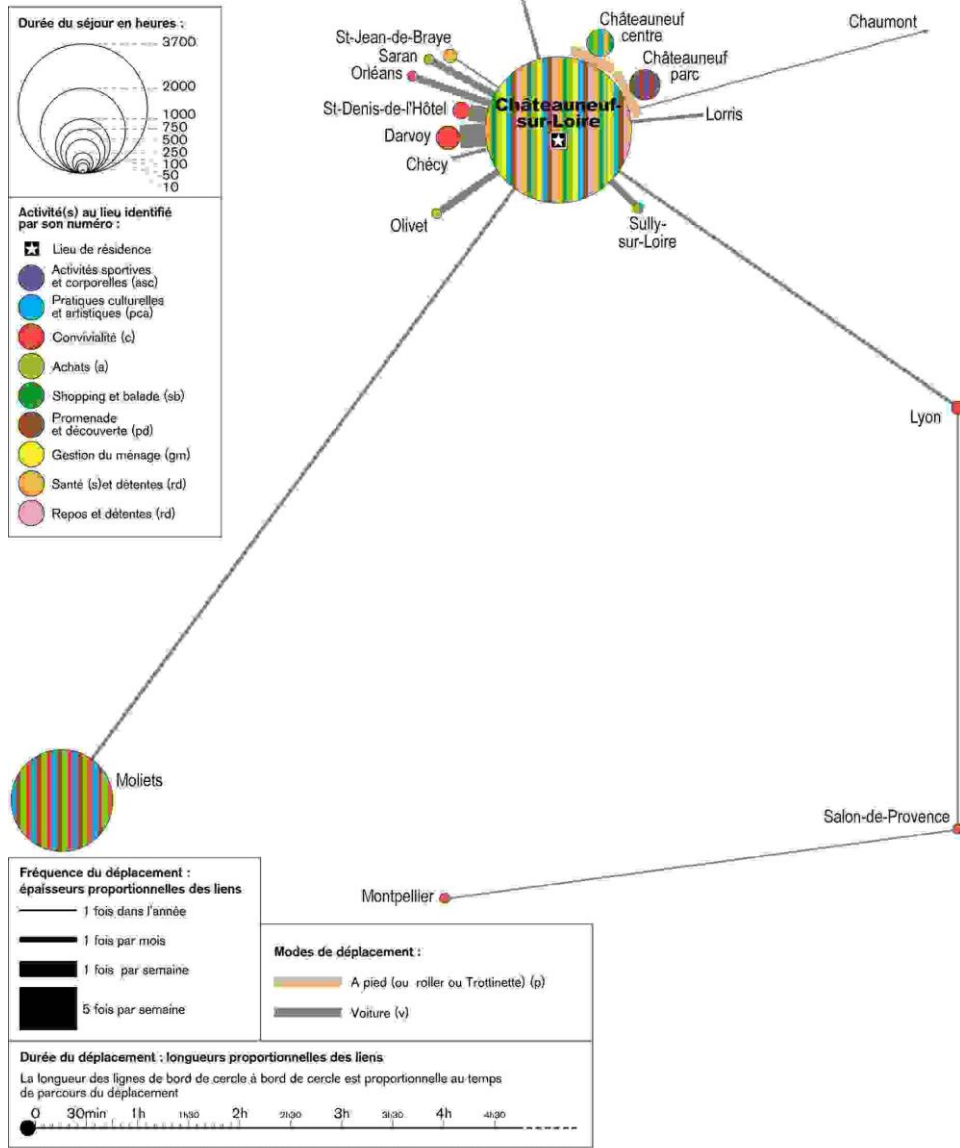 Durée du séjour en heures :
3700
2000
1000
750
500
250
100
50
10
Activité(s) au lieu identifié
par son numéro :
Lieu de résidence
Activités sportives
et corporelles (asc)
Pratiques culturelles
et artistiques (pca)
Convivialité (c)
Achats (a)
Shopping et balade (sb)
Promenade
et découverte (pd)
Gestion du ménage (gm)
Santé (s)et détentes (rd)
Repos et détentes (rd)
St-Jean-de-Braye
Saran
Orléans
St-Denis-de-l'Hôtel
Darvoy
Chécy
Olivet
Châteauneuf-
sur-Loire
Châteauneuf
centre
Châteauneuf
parc
Chaumont
Lorris
Sully-
sur-Loire
Lyon
Moliets
Salon-de-Provence
Montpellier
Fréquence du déplacement :
épaisseurs proportionnelles des liens
1 fois dans l'année
1 fois par mois
1 fois par semaine
5 fois par semaine
Modes de déplacement :
A pied (ou roller ou Trottinette) (p)
Voiture (v)
Durée du déplacement : longueurs proportionnelles des liens
La longueur des lignes de bord de cercle à bord de cercle est proportionnelle au temps
de parcours du déplacement
0 30min 1h 1h30 2h 2h30 3h 3h30 4h 4h30